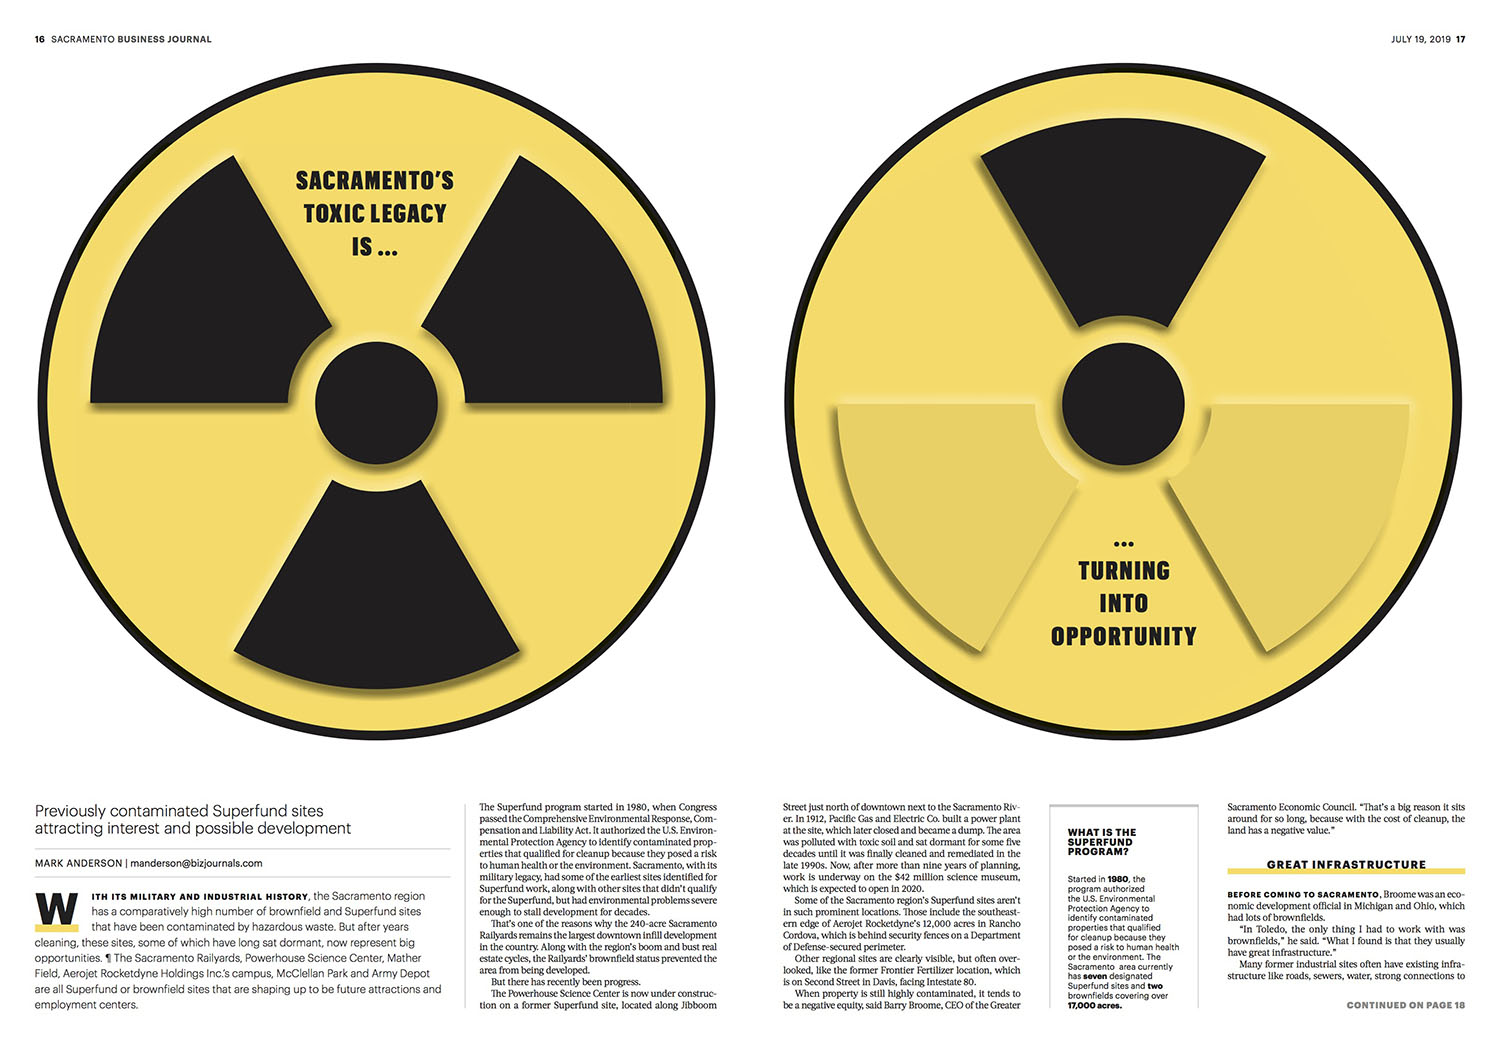 16 SACRAMENTO BUSINESS JOURNAL
JULY 19, 2019 17
SACRAMENTO'S
TOXIC LEGACY
IS ...
...
TURNING
INTO
OPPORTUNITY
Previously contaminated Superfund sites
attracting interest and possible development
MARK ANDERSON | manderson@bizjournals.com
WITH ITS MILITARY AND INDUSTRIAL HISTORY, the Sacramento region
has a comparatively high number of brownfield and Superfund sites
that have been contaminated by hazardous waste. But after years
cleaning, these sites, some of which have long sat dormant, now represent big
opportunities. ¶ The Sacramento Railyards, Powerhouse Science Center, Mather
Field, Aerojet Rocketdyne Holdings Inc.'s campus, McClellan Park and Army Depot
are all Superfund or brownfield sites that are shaping up to be future attractions and
employment centers.
The Superfund program started in 1980, when Congress
passed the Comprehensive Environmental Response, Com-
pensation and Liability Act. It authorized the U.S. Environ-
mental Protection Agency to identify contaminated prop-
erties that qualified for cleanup because they posed a risk
to human health or the environment. Sacramento, with its
military legacy, had some of the earliest sites identified for
Superfund work, along with other sites that didn't qualify
for the Superfund, but had environmental problems severe
enough to stall development for decades.
That's one of the reasons why the 240-acre Sacramento
Railyards remains the largest downtown infill development
in the country. Along with the region's boom and bust real
estate cycles, the Railyards' brownfield status prevented the
area from being developed.
But there has recently been progress.
The Powerhouse Science Center is now under construc-
tion on a former Superfund site, located along Jibboom
Street just north of downtown next to the Sacramento Riv-
er. In 1912, Pacific Gas and Electric Co. built a power plant
at the site, which later closed and became a dump. The area
was polluted with toxic soil and sat dormant for some five
decades until it was finally cleaned and remediated in the
late 1990s. Now, after more than nine years of planning,
work is underway on the $42 million science museum,
which is expected to open in 2020.
Some of the Sacramento region's Superfund sites aren't
in such prominent locations. Those include the southeast-
ern edge of Aerojet Rocketdyne's 12,000 acres in Rancho
Cordova, which is behind security fences on a Department
of Defense-secured perimeter.
Other regional sites are clearly visible, but often over-
looked, like the former Frontier Fertilizer location, which
is on Second Street in Davis, facing Intestate 80.
When property is still highly contaminated, it tends to
be a negative equity, said Barry Broome, CEO of the Greater
WHAT IS THE
SUPERFUND
PROGRAM?
Started in 1980, the
program authorized
the U.S. Environmental
Protection Agency to
identify contaminated
properties that qualified
for cleanup because they
posed a risk to human health
or the environment. The
Sacramento area currently
has seven designated
Superfund sites and two
brownfields covering over
17,000 acres.
Sacramento Economic Council. “That's a big reason it sits
around for so long, because with the cost of cleanup, the
land has a negative value.”
GREAT INFRASTRUCTURE
BEFORE COMING TO SACRAMENTO, Broome was an eco-
nomic development official in Michigan and Ohio, which
had lots of brownfields.
“In Toledo, the only thing I had to work with was
brownfields,” he said. “What I found is that they usually
have great infrastructure.”
Many former industrial sites often have existing infra-
structure like roads, sewers, water, strong connections to
CONTINUED ON PAGE 18